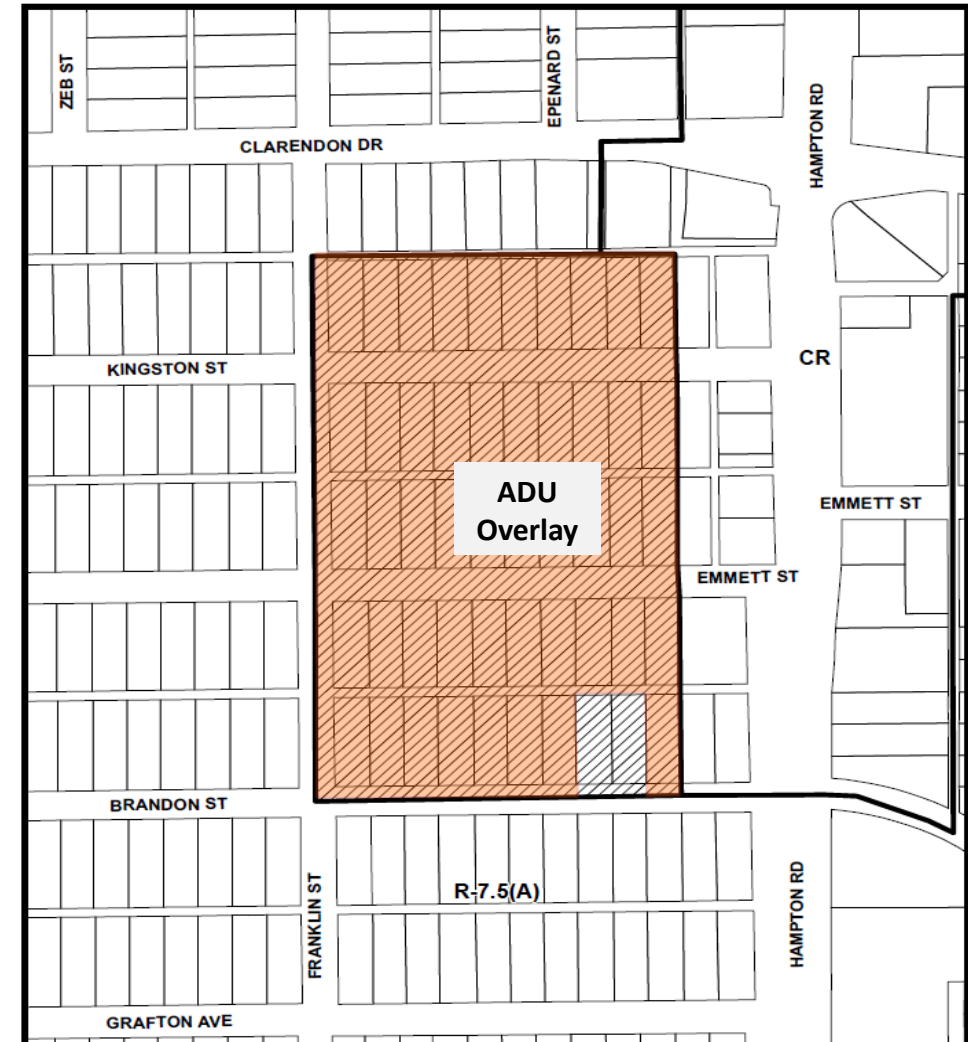 ZEB ST
EPENARD ST
HAMPTON RD
CLARENDON DR
KINGSTON ST
CR
ADU
Overlay
EMMETT ST
EMMETT ST
BRANDON ST
FRANKLIN ST
R-7.5(A)
HAMPTON RD
GRAFTON AVE